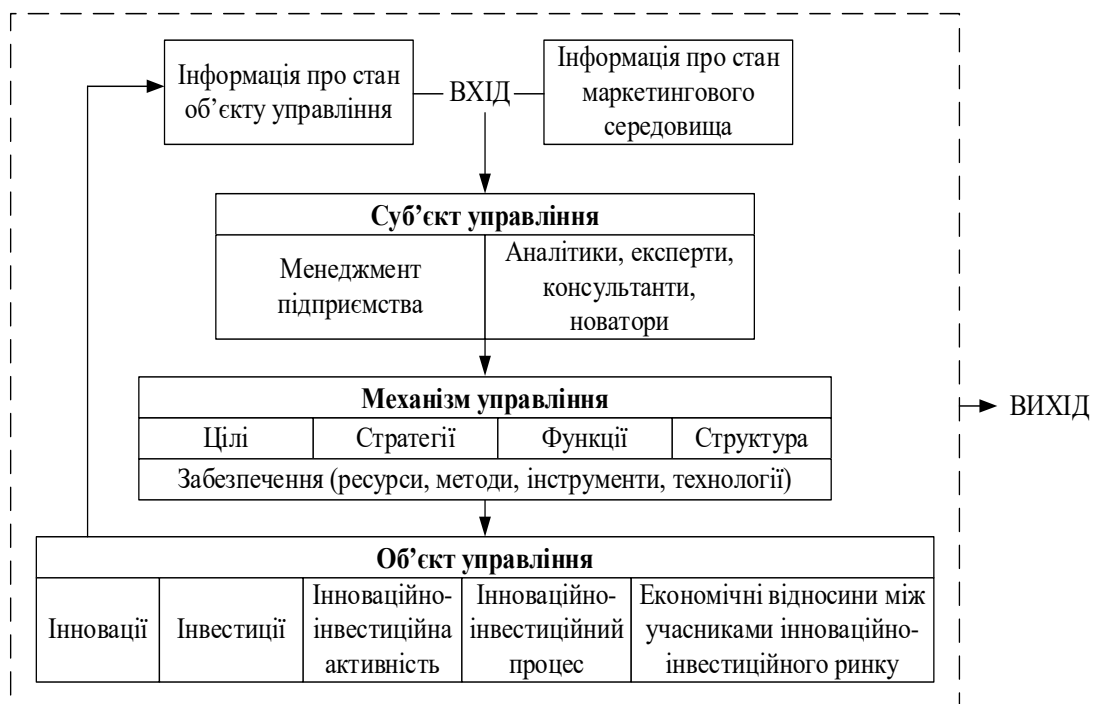 Інформація про стан
об’єкту управління
ВХІД
Інформація про стан
маркетингового
середовища
Суб’єкт управління
Менеджмент
підприємства
Аналітики, експерти,
консультанти,
новатори
Механізм управління
Цілі
Стратегії
Функції
Структура
Забезпечення (ресурси, методи, інструменти, технології)
ВИХІД
Об’єкт управління
Інновації
Інвестиції
Інноваційно-
інвестиційна
активність
Інноваційно-
інвестиційний
процес
Економічні відносини між
учасниками інноваційно-
інвестиційного ринку